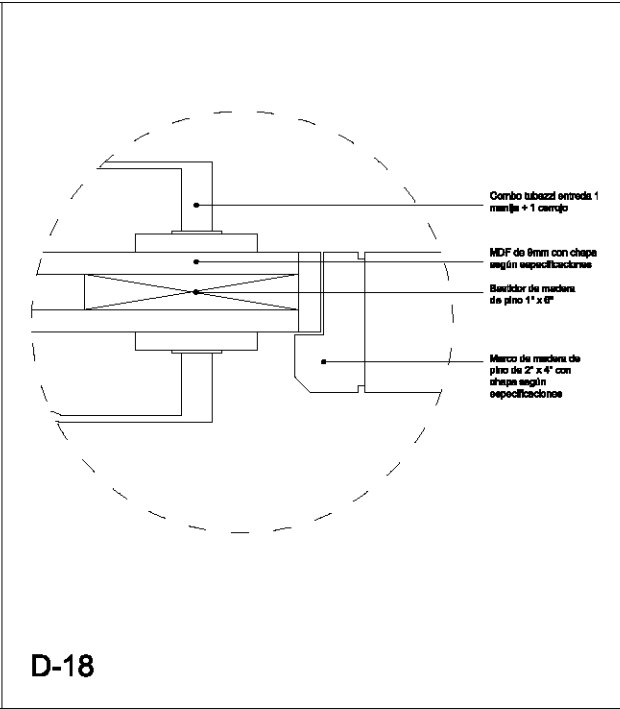 Combo tubazzi entreda 1
manija + 1 cerrojo
MDF de 9mm con chapa
según especificaciones
Bastidor de madera
de pino 1" x 6"
Marco de madera de
pino de 2" x 4" con
chapa según
especificaciones
D-18